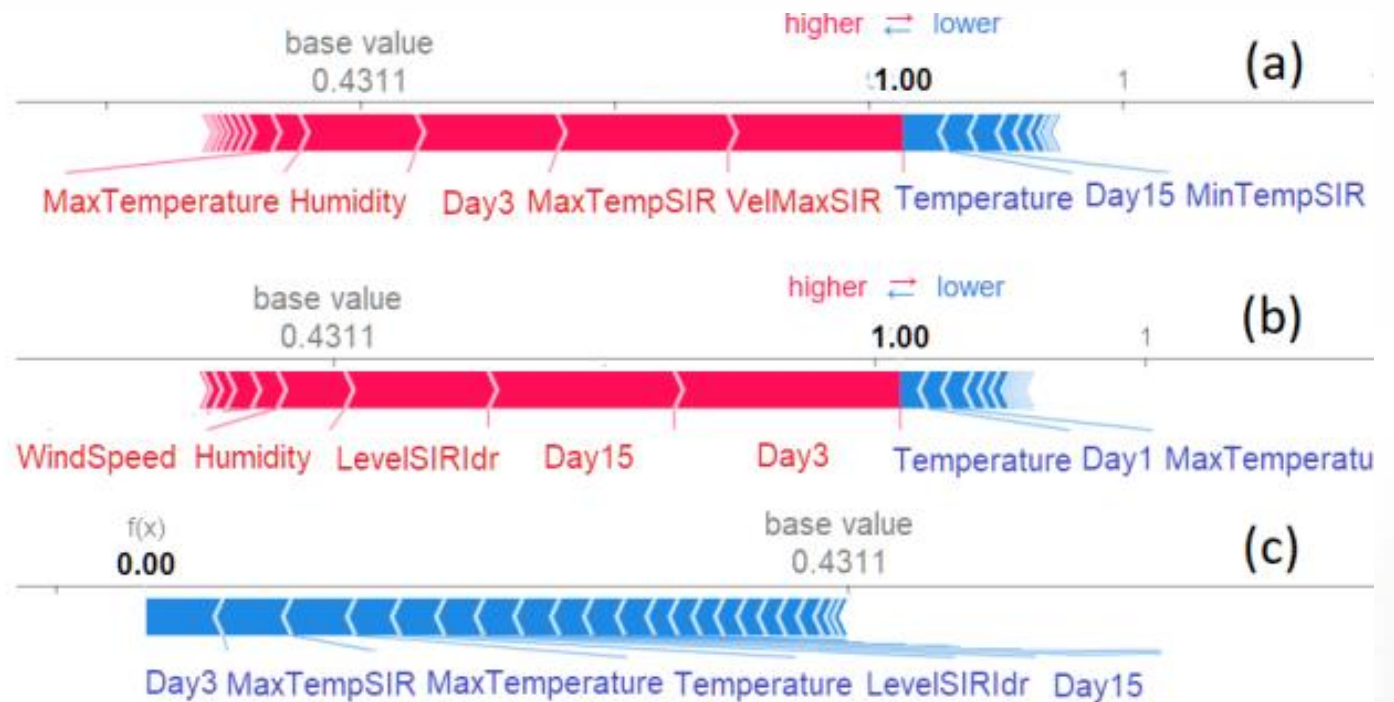 higher lower
base value
0.4311
1.00
1
(a)
MaxTemperature Humidity Day3 MaxTempSIR VelMaxSIR Temperature Day15 MinTempSIR
higher lower
base value
0.4311
1.00
1
(b)
WindSpeed Humidity LevelSIRIdr Day15 Day3 Temperature Day1 MaxTemperatu
f(x)
0.00
base value
0.4311
(c)
Day3 MaxTempSIR MaxTemperature Temperature LevelSIRIdr Day15